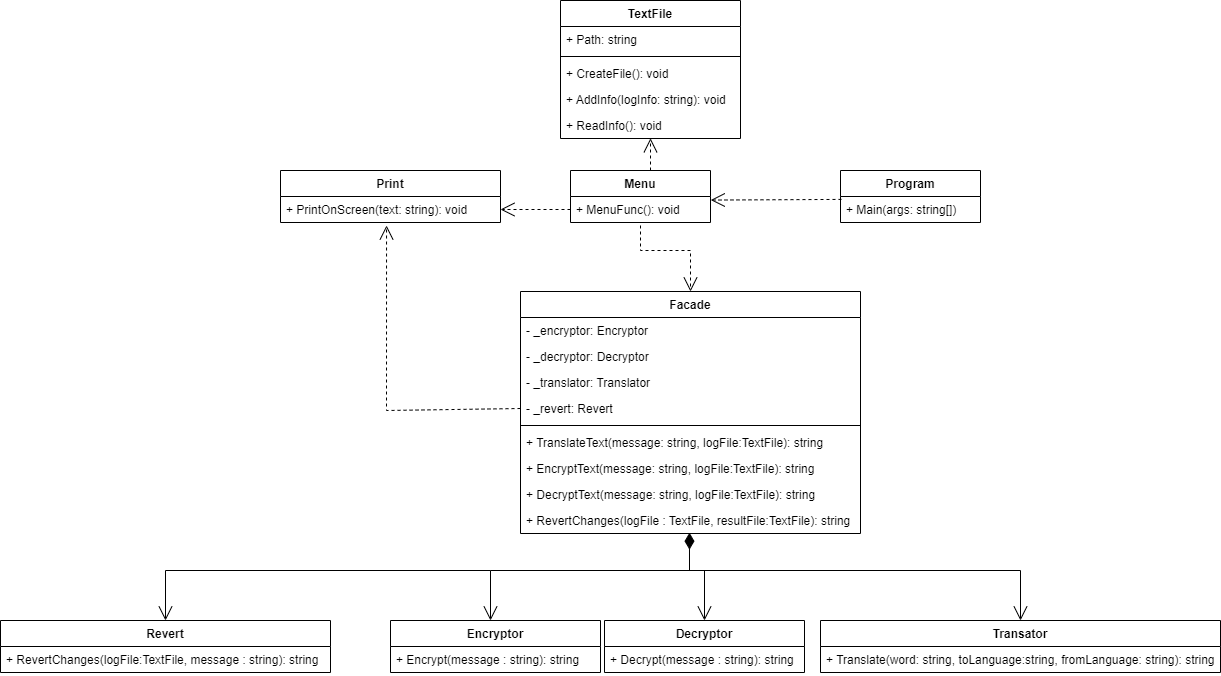 TextFile
+ Path: string
+ CreateFile(): void
+ AddInfo(logInfo: string): void
+ ReadInfo(): void
Print
+ PrintOnScreen(text: string): void
Menu
+ MenuFunc(): void
Program
+ Main(args: string[])
Facade
- _encryptor: Encryptor
- _decryptor: Decryptor
- _translator: Translator
- _revert: Revert
+ TranslateText(message: string, logFile:TextFile): string
+ EncryptText(message: string, logFile:TextFile): string
+ DecryptText(message: string, logFile:TextFile): string
+ RevertChanges(logFile : TextFile, resultFile:TextFile): string
Revert
+ RevertChanges(logFile:TextFile, message : string): string
Encryptor
+ Encrypt(message : string): string
Decryptor
+ Decrypt(message : string): string
Transator
+ Translate(word: string, toLanguage:string, fromLanguage: string): string